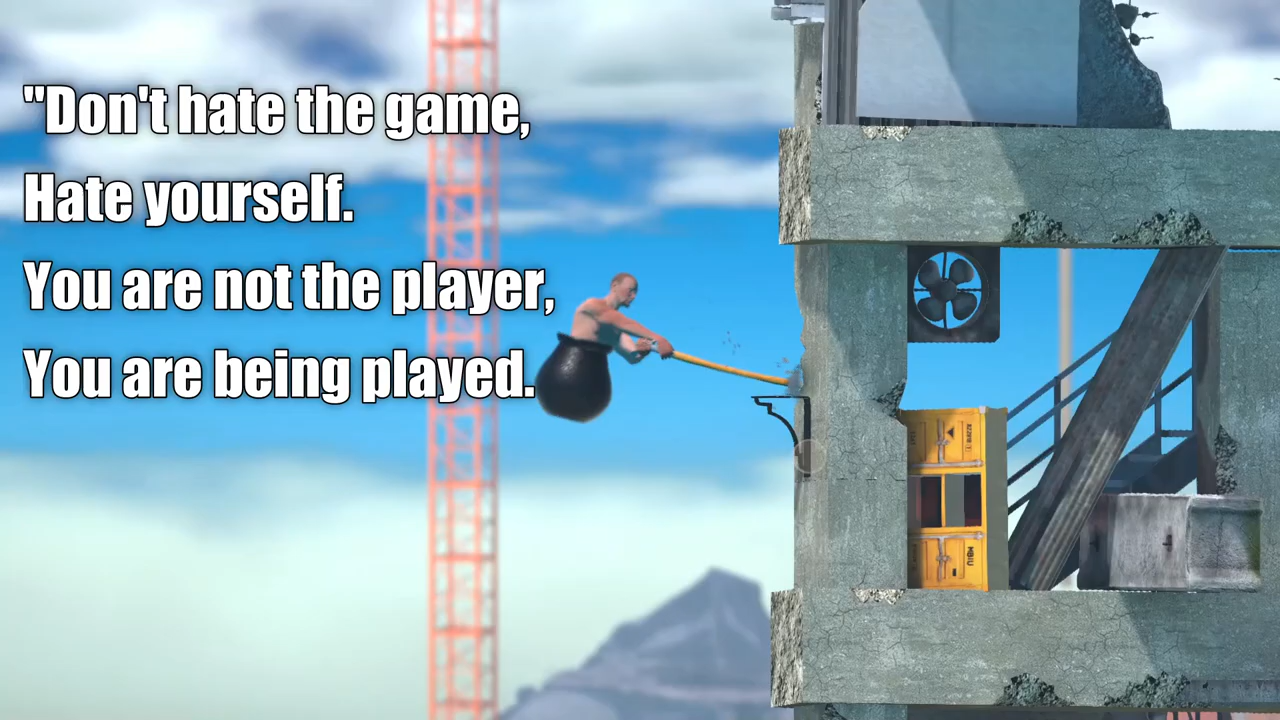 "Don't hate the game,
Hate yourself.
You are not the player,
You are being played.